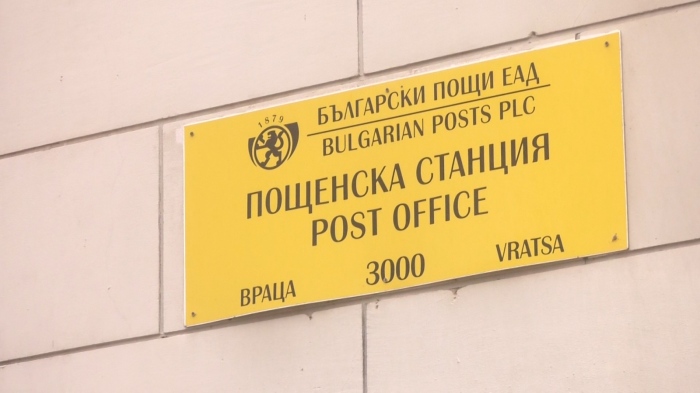 1879
БЪЛГАРСКИ ПОЩИ ЕАД
BULGARIAN POSTS PLC
ПОЩЕНСКА СТАНЦИЯ
POST OFFICE
ВРАЦА 3000 VRATSA